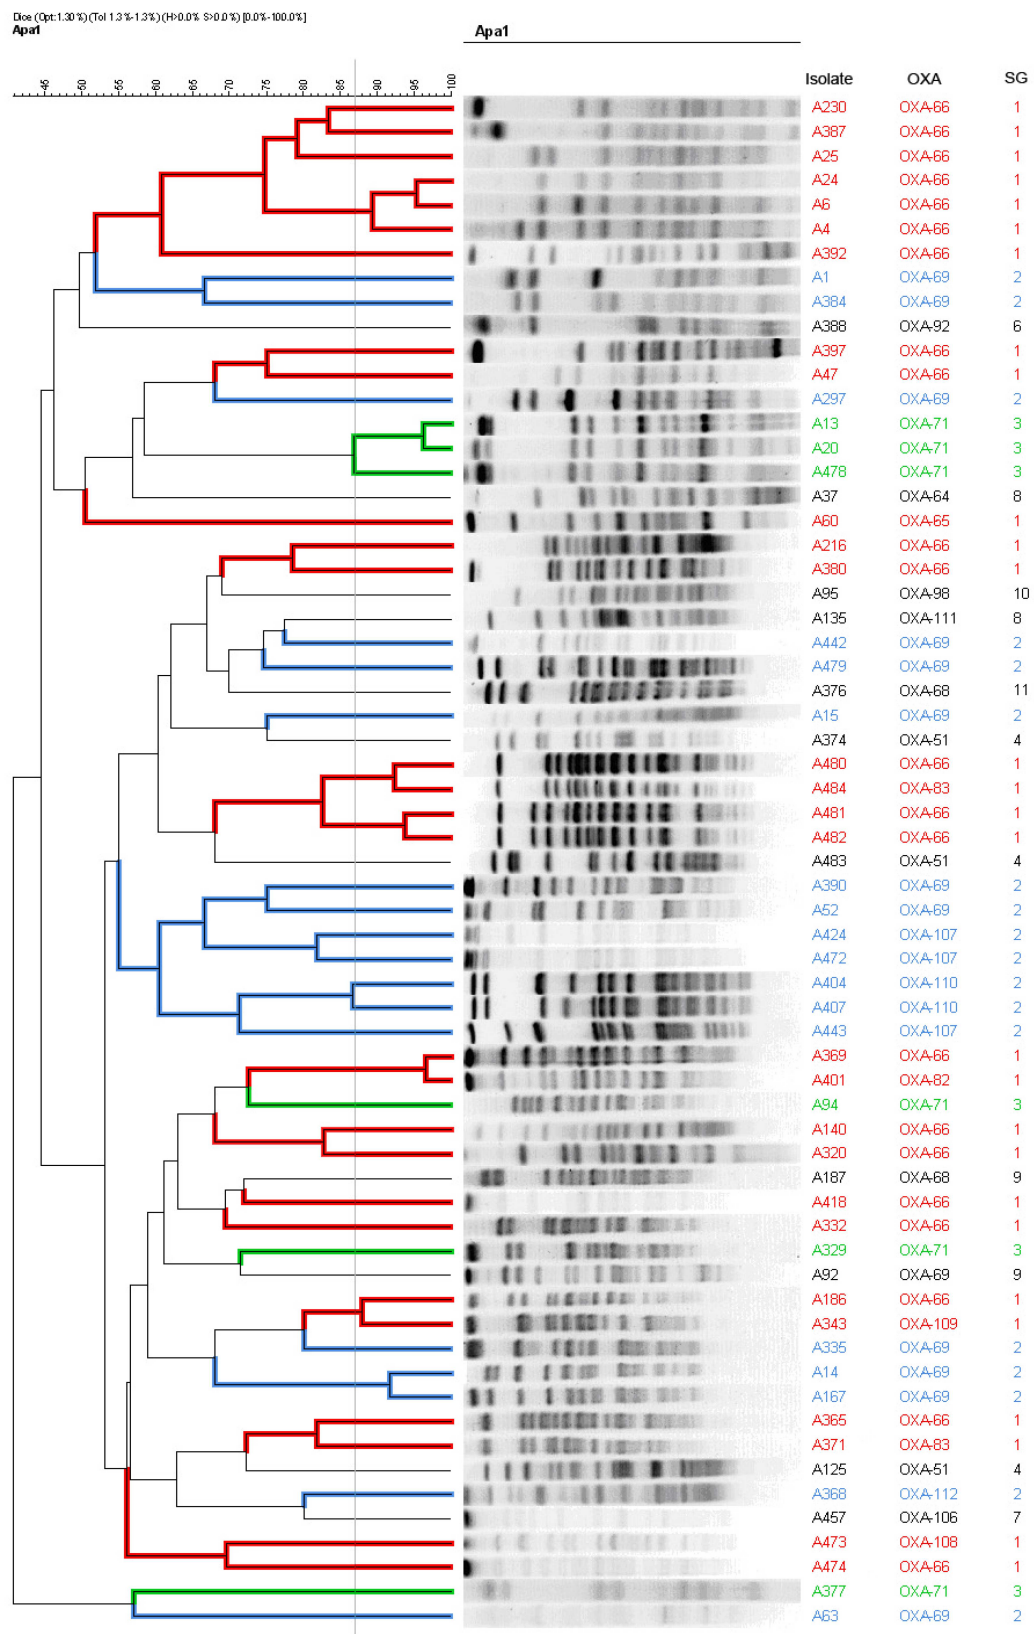 Dice (Opt:1.30%) (Tol 1.3%-1.3%) (H>0.0% S>0.0%) [0.0%-100.0%]
Apa1 Apa1
45 50 55 60 65 70 75 80 85 90 95 100
Isolate OXA SG
A230 OXA-66 1
A387 OXA-66 1
A25 OXA-66 1
A24 OXA-66 1
A6 OXA-66 1
A4 OXA-66 1
A392 OXA-66 1
A1 OXA-69 2
A384 OXA-69 2
A388 OXA-92 6
A397 OXA-66 1
A47 OXA-66 1
A297 OXA-69 2
A13 OXA-71 3
A20 OXA-71 3
A478 OXA-71 3
A37 OXA-64 8
A60 OXA-65 1
A216 OXA-66 1
A380 OXA-66 1
A95 OXA-98 10
A135 OXA-111 8
A442 OXA-69 2
A479 OXA-69 2
A376 OXA-68 11
A15 OXA-69 2
A374 OXA-51 4
A480 OXA-66 1
A484 OXA-83 1
A481 OXA-66 1
A482 OXA-66 1
A483 OXA-51 4
A390 OXA-69 2
A52 OXA-69 2
A424 OXA-107 2
A472 OXA-107 2
A404 OXA-110 2
A407 OXA-110 2
A443 OXA-107 2
A369 OXA-66 1
A401 OXA-82 1
A94 OXA-71 3
A140 OXA-66 1
A320 OXA-66 1
A187 OXA-68 9
A418 OXA-66 1
A332 OXA-66 1
A329 OXA-71 3
A92 OXA-69 9
A186 OXA-66 1
A343 OXA-109 1
A335 OXA-69 2
A14 OXA-69 2
A167 OXA-69 2
A365 OXA-66 1
A371 OXA-83 1
A125 OXA-51 4
A368 OXA-112 2
A457 OXA-106 7
A473 OXA-108 1
A474 OXA-66 1
A377 OXA-71 3
A63 OXA-69 2